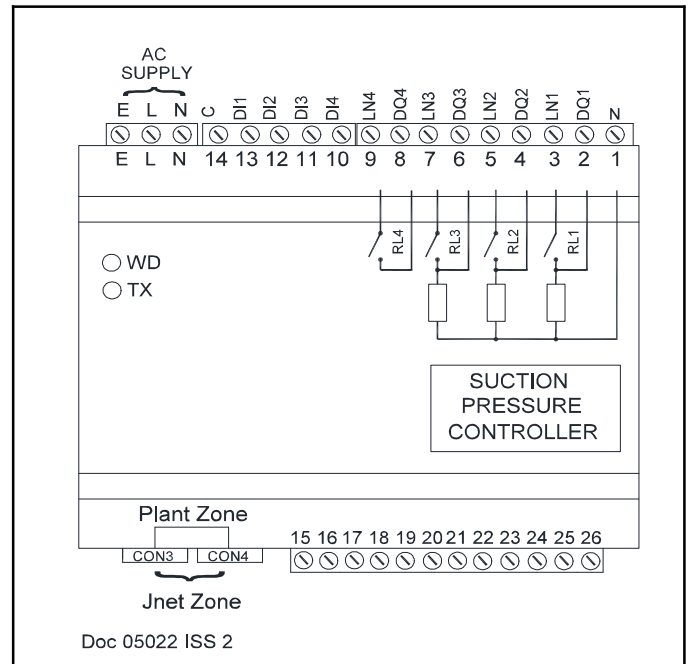 AC
SUPPLY
E L N C DI1 DI2 DI3 DI4 LN4 DQ4 LN3 DQ3 LN2 DQ2 LN1 DQ1 N
E L N 14 13 12 11 10 9 8 7 6 5 4 3 2 1
RL4 RL3 RL2 RL1
WD
TX
SUCTION
PRESSURE
CONTROLLER
Plant Zone
15 16 17 18 19 20 21 22 23 24 25 26
CON3 CON4
Jnet Zone
Doc 05022 ISS 2